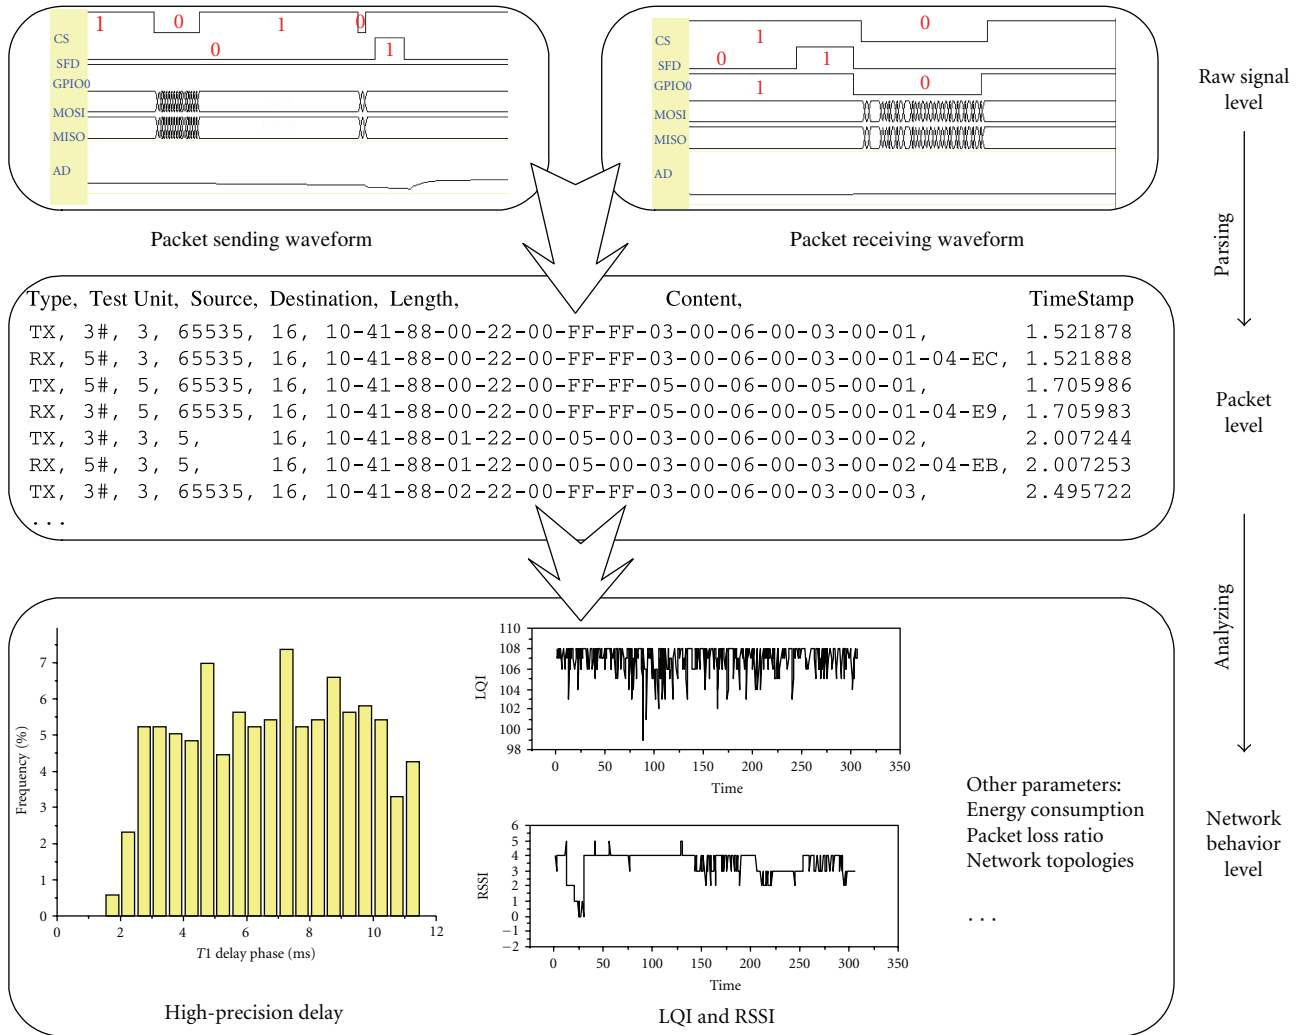 1 0 1 0
CS
0 1
SFD
GPIO0
MOSI
MISO
AD
Packet sending waveform
0
CS 1
0 1
SFD
GPIO0 1 0
MOSI
MISO
AD
Packet receiving waveform
Raw signal
level
Parsing
Type, Test Unit, Source, Destination, Length, Content, TimeStamp
TX, 3#, 3, 65535, 16, 10-41-88-00-22-00-FF-FF-03-00-06-00-03-00-01, 1.521878
RX, 5#, 3, 65535, 16, 10-41-88-00-22-00-FF-FF-03-00-06-00-03-00-01-04-EC, 1.521888
TX, 5#, 5, 65535, 16, 10-41-88-00-22-00-FF-FF-05-00-06-00-05-00-01, 1.705986
RX, 3#, 5, 65535, 16, 10-41-88-00-22-00-FF-FF-05-00-06-00-05-00-01-04-E9, 1.705983
TX, 3#, 3, 5, 16, 10-41-88-01-22-00-05-00-03-00-06-00-03-00-02, 2.007244
RX, 5#, 3, 5, 16, 10-41-88-01-22-00-05-00-03-00-06-00-03-00-02-04-EB, 2.007253
TX, 3#, 3, 65535, 16, 10-41-88-02-22-00-FF-FF-03-00-06-00-03-00-03, 2.495722
...
Packet
level
Analyzing
7
6
5
4
3
2
1
0
Frequency (%)
0 2 4 6 8 10 12
T1 delay phase (ms)
High-precision delay
110
108
106
104
102
100
98
LQI
0 50 100 150 200 250 300 350
Time
6
5
4
3
2
1
0
−1
−2
RSSI
0 50 100 150 200 250 300 350
Time
LQI and RSSI
Other parameters:
Energy consumption
Packet loss ratio
Network topologies
...
Network
behavior
level